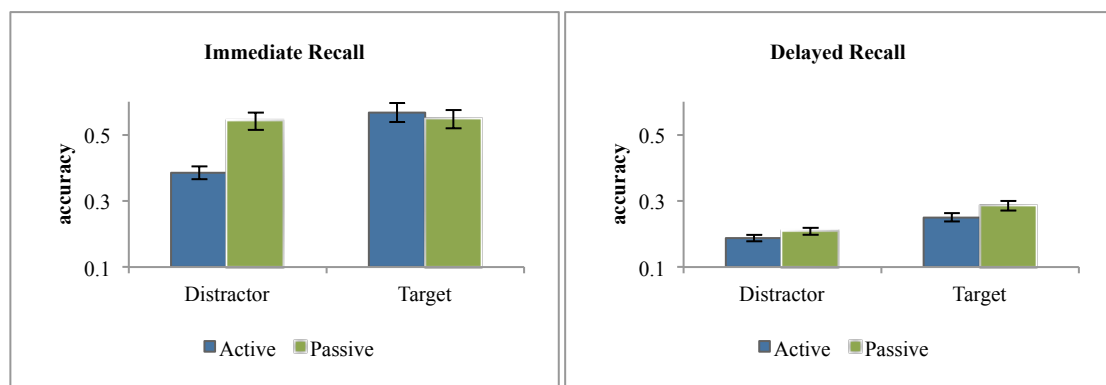 Immediate Recall
accuracy
0.5
0.3
0.1
Distractor Target
Active Passive
Delayed Recall
accuracy
0.5
0.3
0.1
Distractor Target
Active Passive